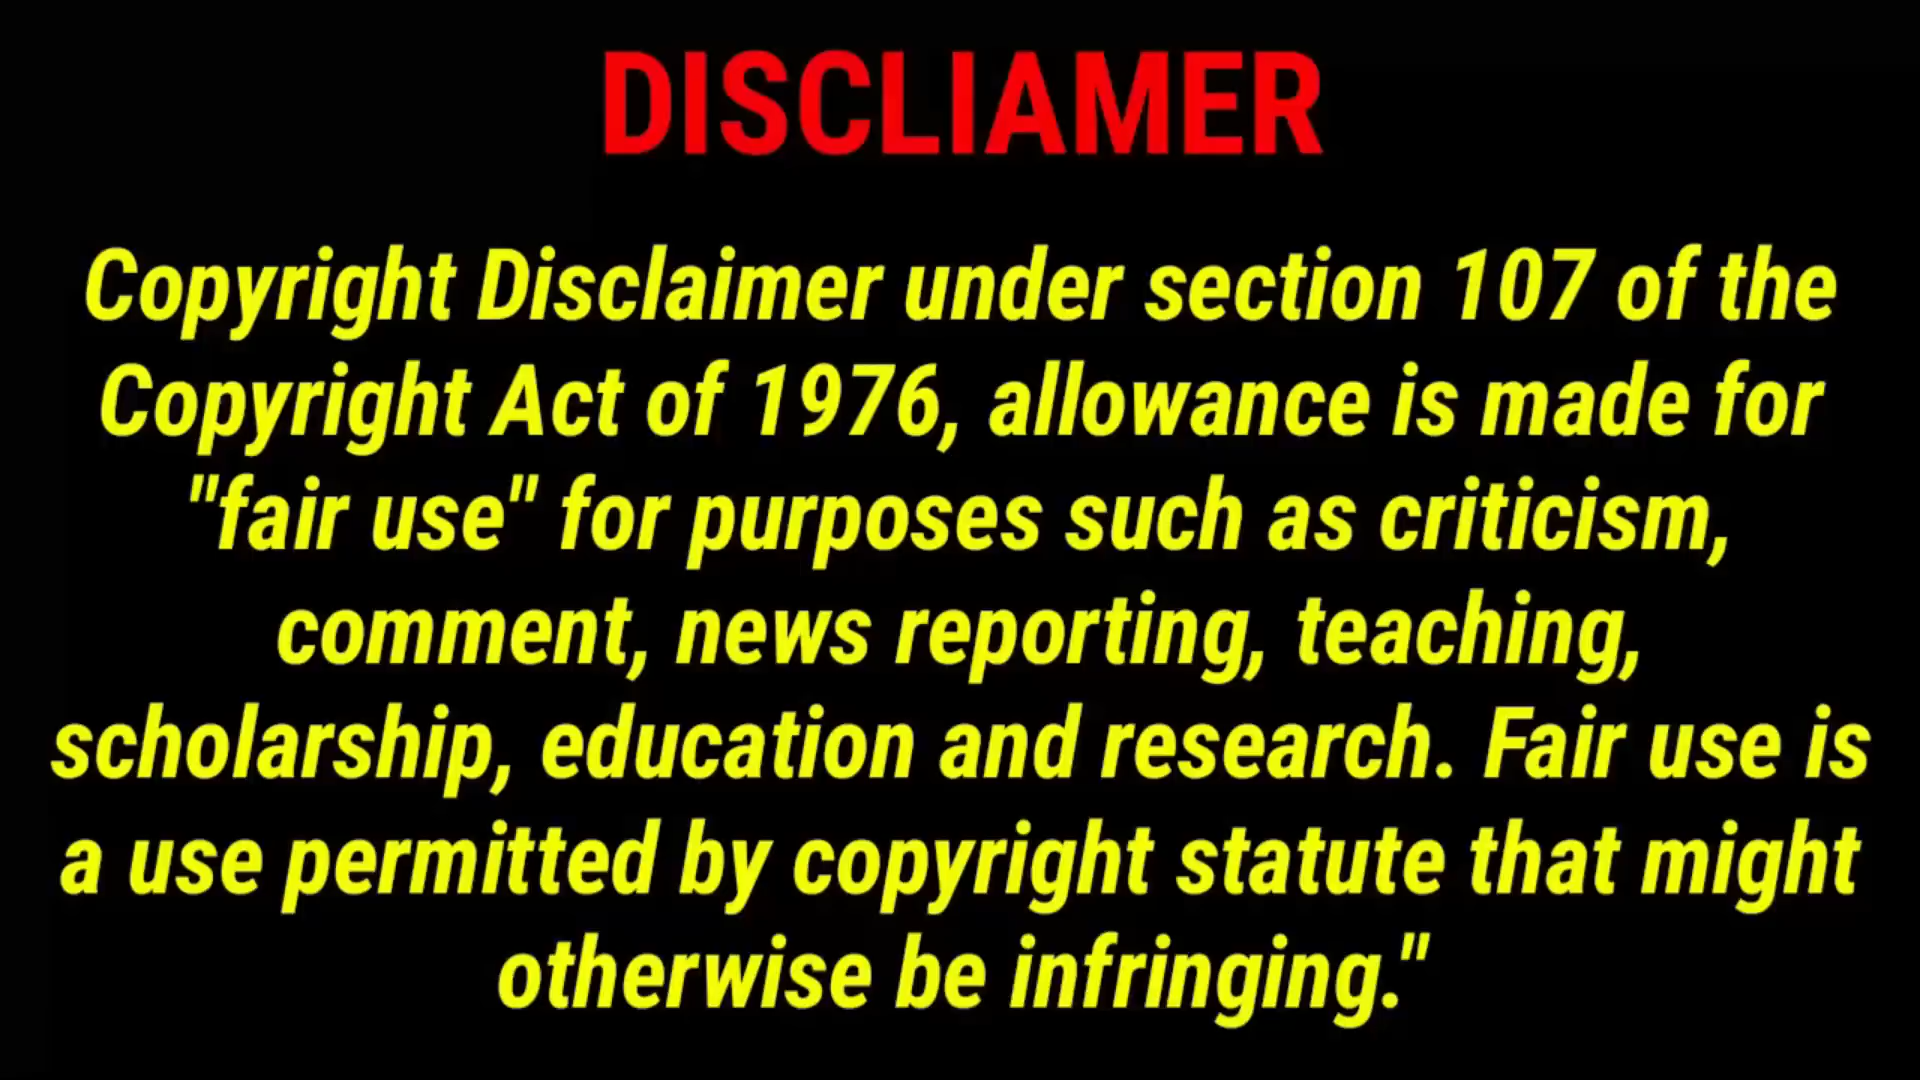 DISCLIAMER
Copyright Disclaimer under section 107 of the
Copyright Act of 1976, allowance is made for
"fair use" for purposes such as criticism,
comment, news reporting, teaching,
scholarship, education and research. Fair use is
a use permitted by copyright statute that might
otherwise be infringing."